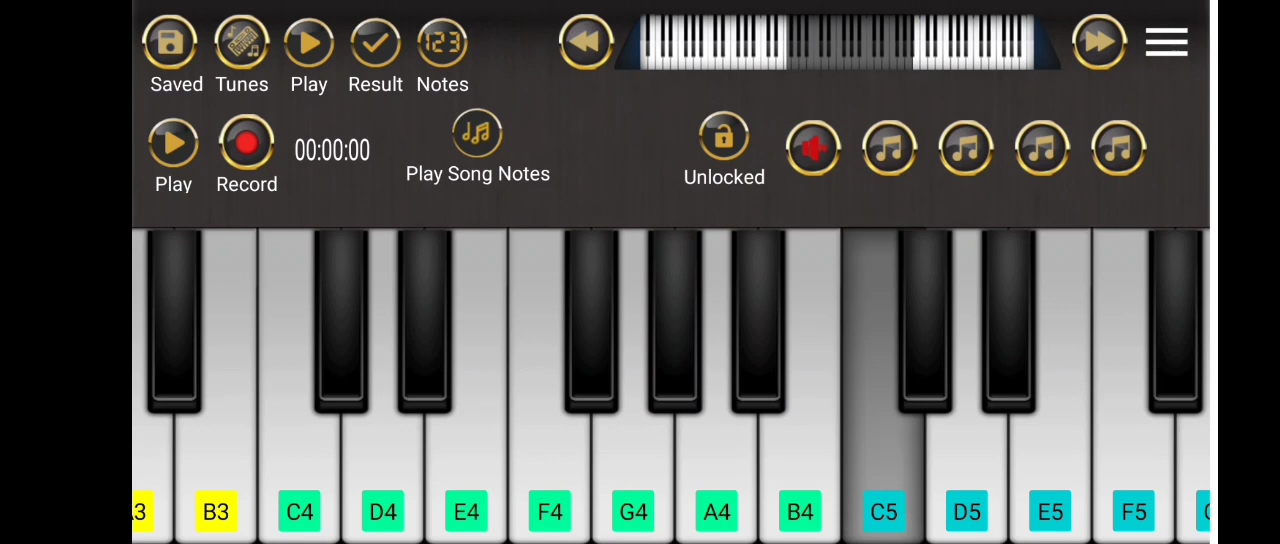 123
Saved Tunes Play Result Notes
Play Record 00:00:00 Play Song Notes Unlocked
B3 C4 D4 E4 F4 G4 A4 B4 C5 D5 E5 F5